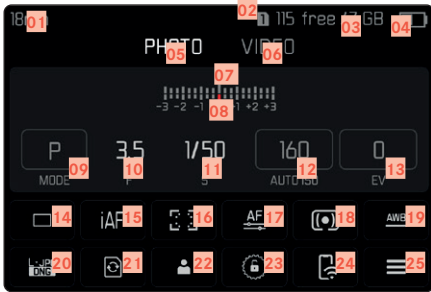 01 02 1 115 free 03 GB 04
PHOTO VIDEO
05 06
07
-3 -2 -1 +1 +2 +3
08
P 3.5 1/50 160 0
09 10 11 12 13
MODE F S AUTO ISO EV
14 iAF 15 16 AF 17 18 AWB 19
L-JPG DNG 20 21 22 23 24 25